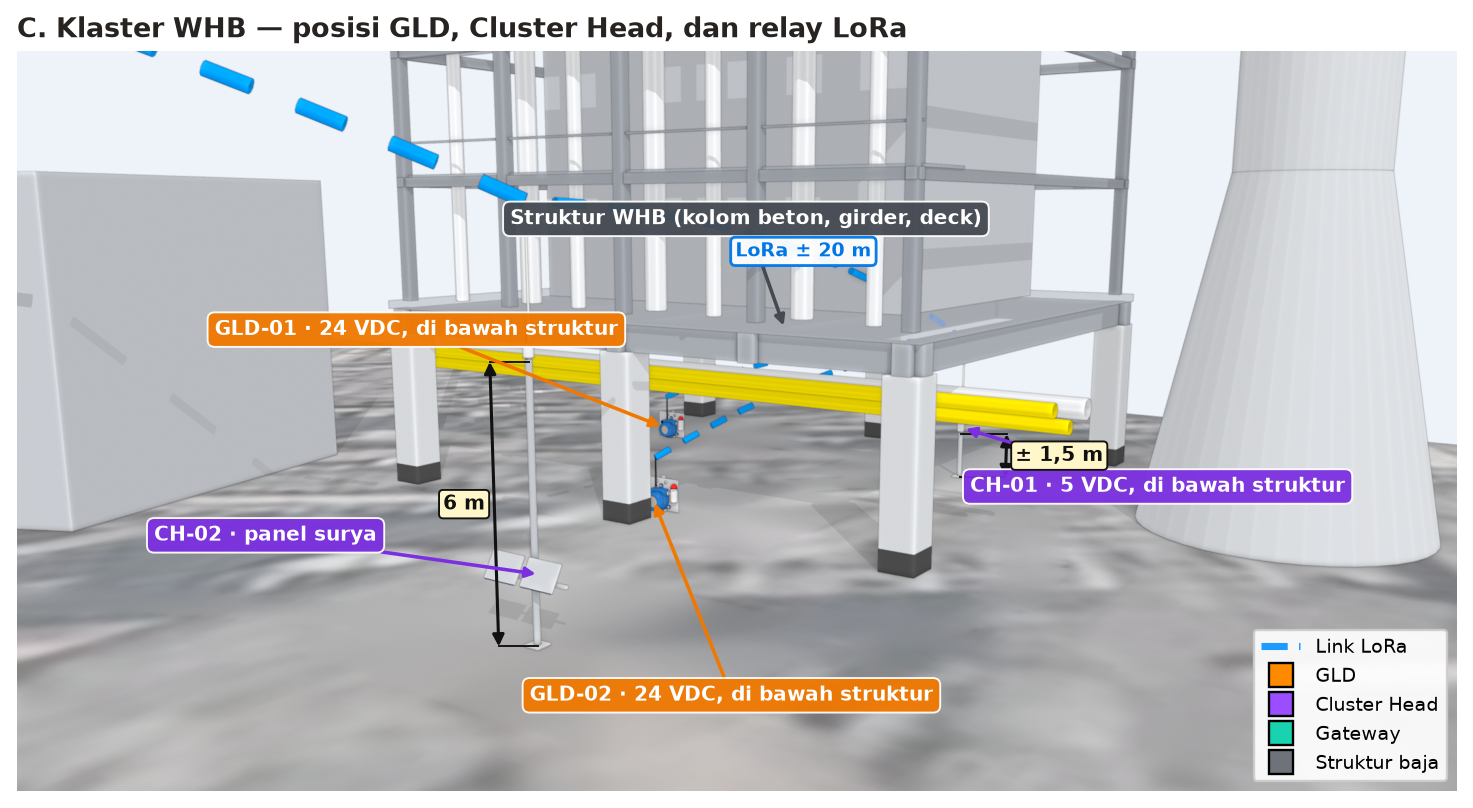 C. Klaster WHB — posisi GLD, Cluster Head, dan relay LoRa
Struktur WHB (kolom beton, girder, deck)
LoRa ± 20 m
GLD-01 · 24 VDC, di bawah struktur
± 1,5 m
CH-01 · 5 VDC, di bawah struktur
6 m
CH-02 · panel surya
GLD-02 · 24 VDC, di bawah struktur
Link LoRa
GLD
Cluster Head
Gateway
Struktur baja